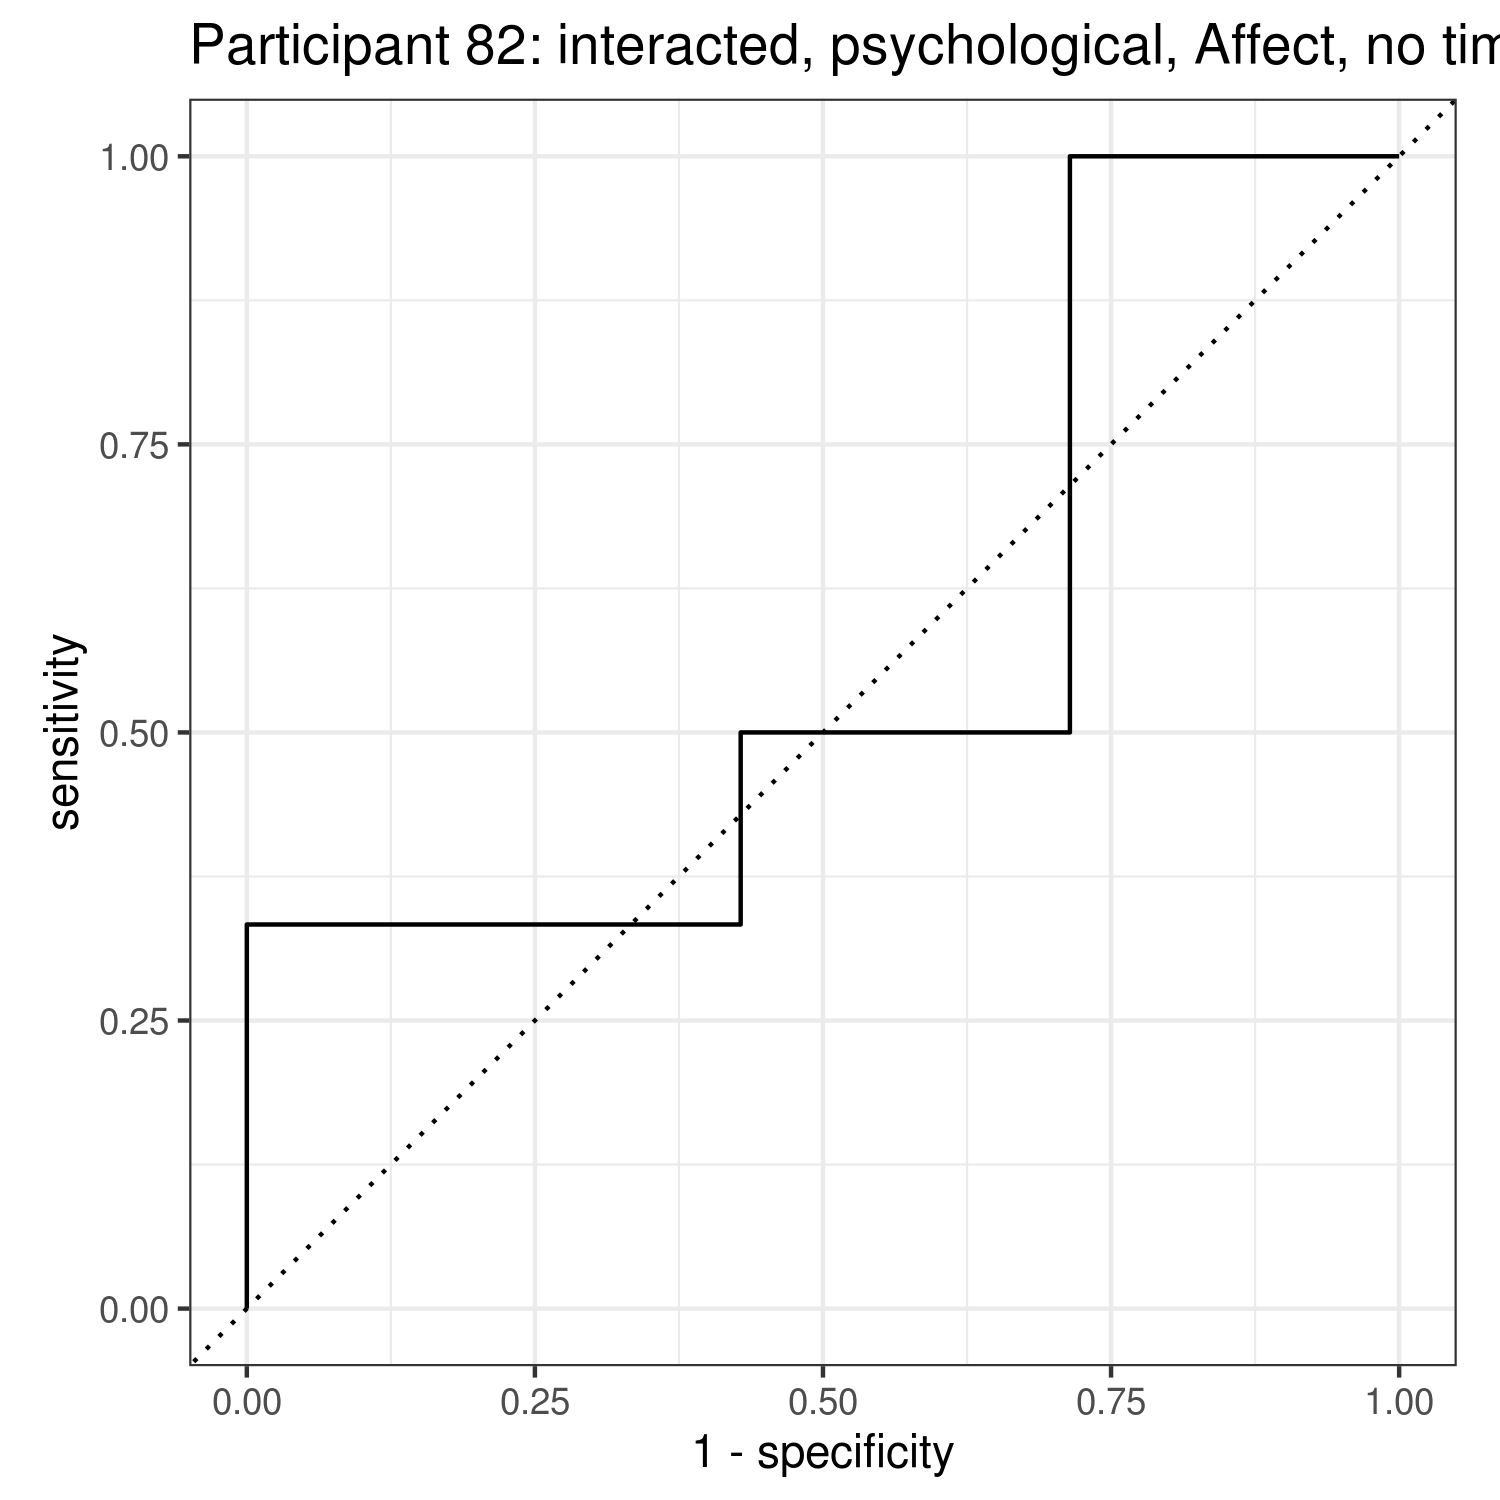 Participant 82: interacted, psychological, Affect, no tim
1.00
0.75
0.50
0.25
0.00
sensitivity
0.00 0.25 0.50 0.75 1.00
1 - specificity